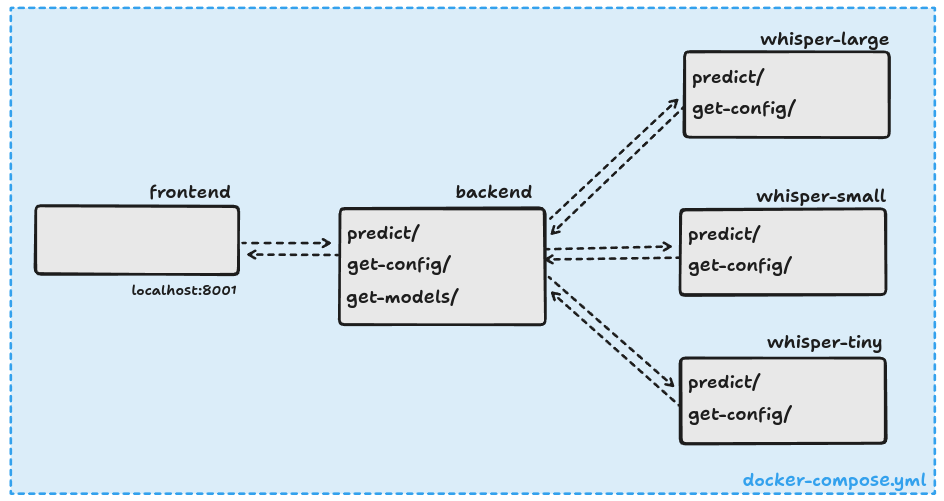 whisper-large
predict/
get-config/
frontend
localhost:8001
backend
predict/
get-config/
get-models/
whisper-small
predict/
get-config/
whisper-tiny
predict/
get-config/
docker-compose.yml